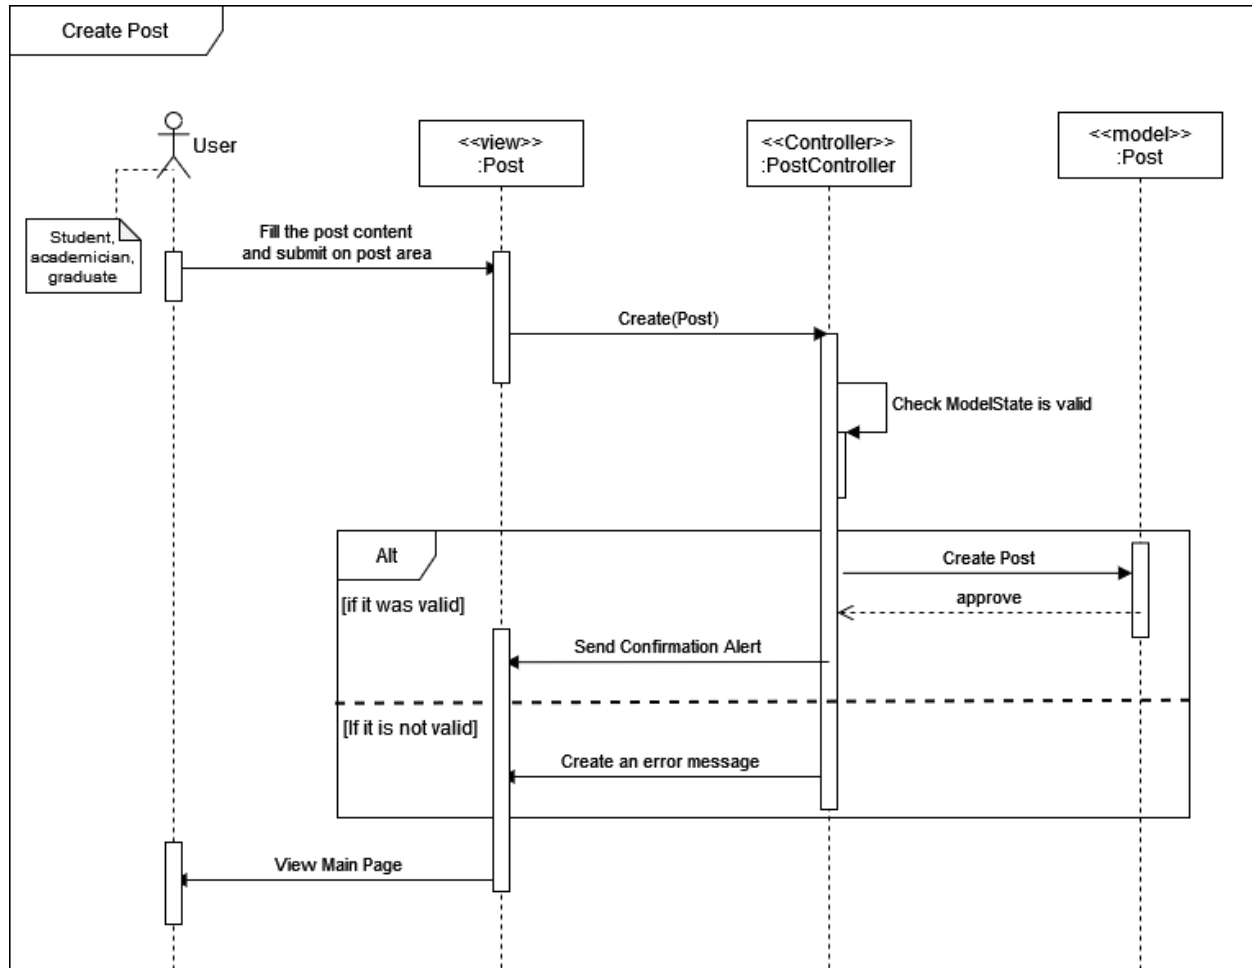 Create Post
User
<<view>>
:Post
<<Controller>>
:PostController
<<model>>
:Post
Student,
academician,
graduate
Fill the post content
and submit on post area
Create(Post)
Check ModelState is valid
Alt
Create Post
[if it was valid]
approve
Send Confirmation Alert
[If it is not valid]
Create an error message
View Main Page